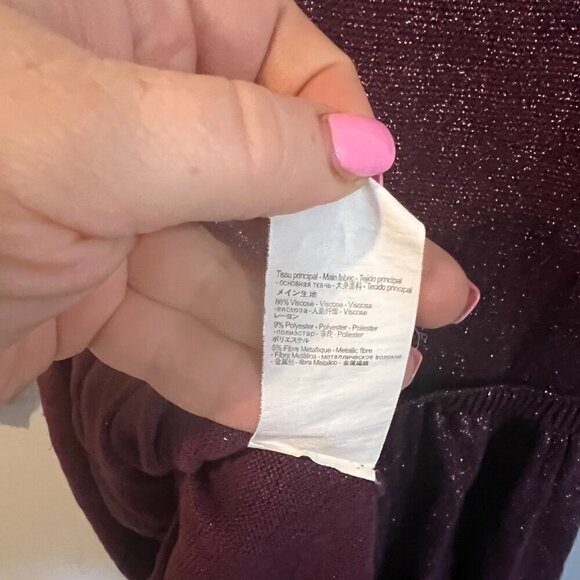 Tissu principal - Main fabric - Tejido principal
- основная ткань - 大身面料 - Tecido principal
メイン生地
86% Viscose - Viscose - Viscosa
- вискоза - 人造纤维 - Viscose
レーヨン
9% Polyester - Polyester - Poliester
- полиэстер - 涤纶 - Poliester
ポリエステル
5% Fibre Metallique - Metallic fibre
- Fibra Metálica - металлическое волокно
- 金属丝 - fibra Metálica - 金属繊維